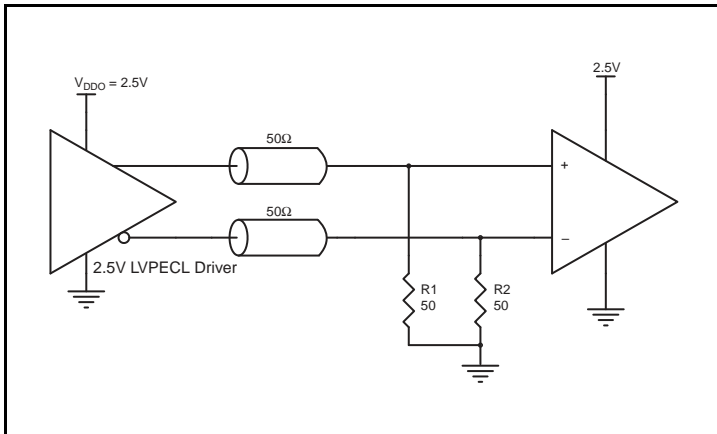 V_DDO = 2.5V
2.5V
50Ω
+
50Ω
–
2.5V LVPECL Driver
R1
50
R2
50